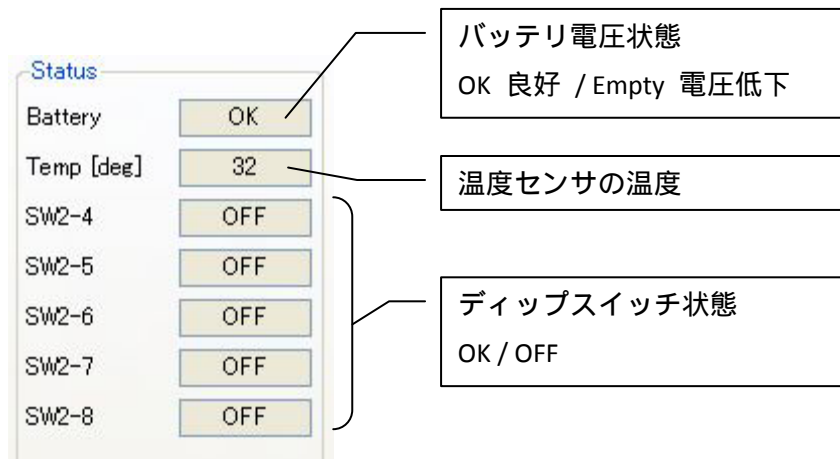 Status
Battery OK
Temp [deg] 32
SW2-4 OFF
SW2-5 OFF
SW2-6 OFF
SW2-7 OFF
SW2-8 OFF
バッテリ電圧状態
OK 良好 / Empty 電圧低下
温度センサの温度
ディップスイッチ状態
OK / OFF